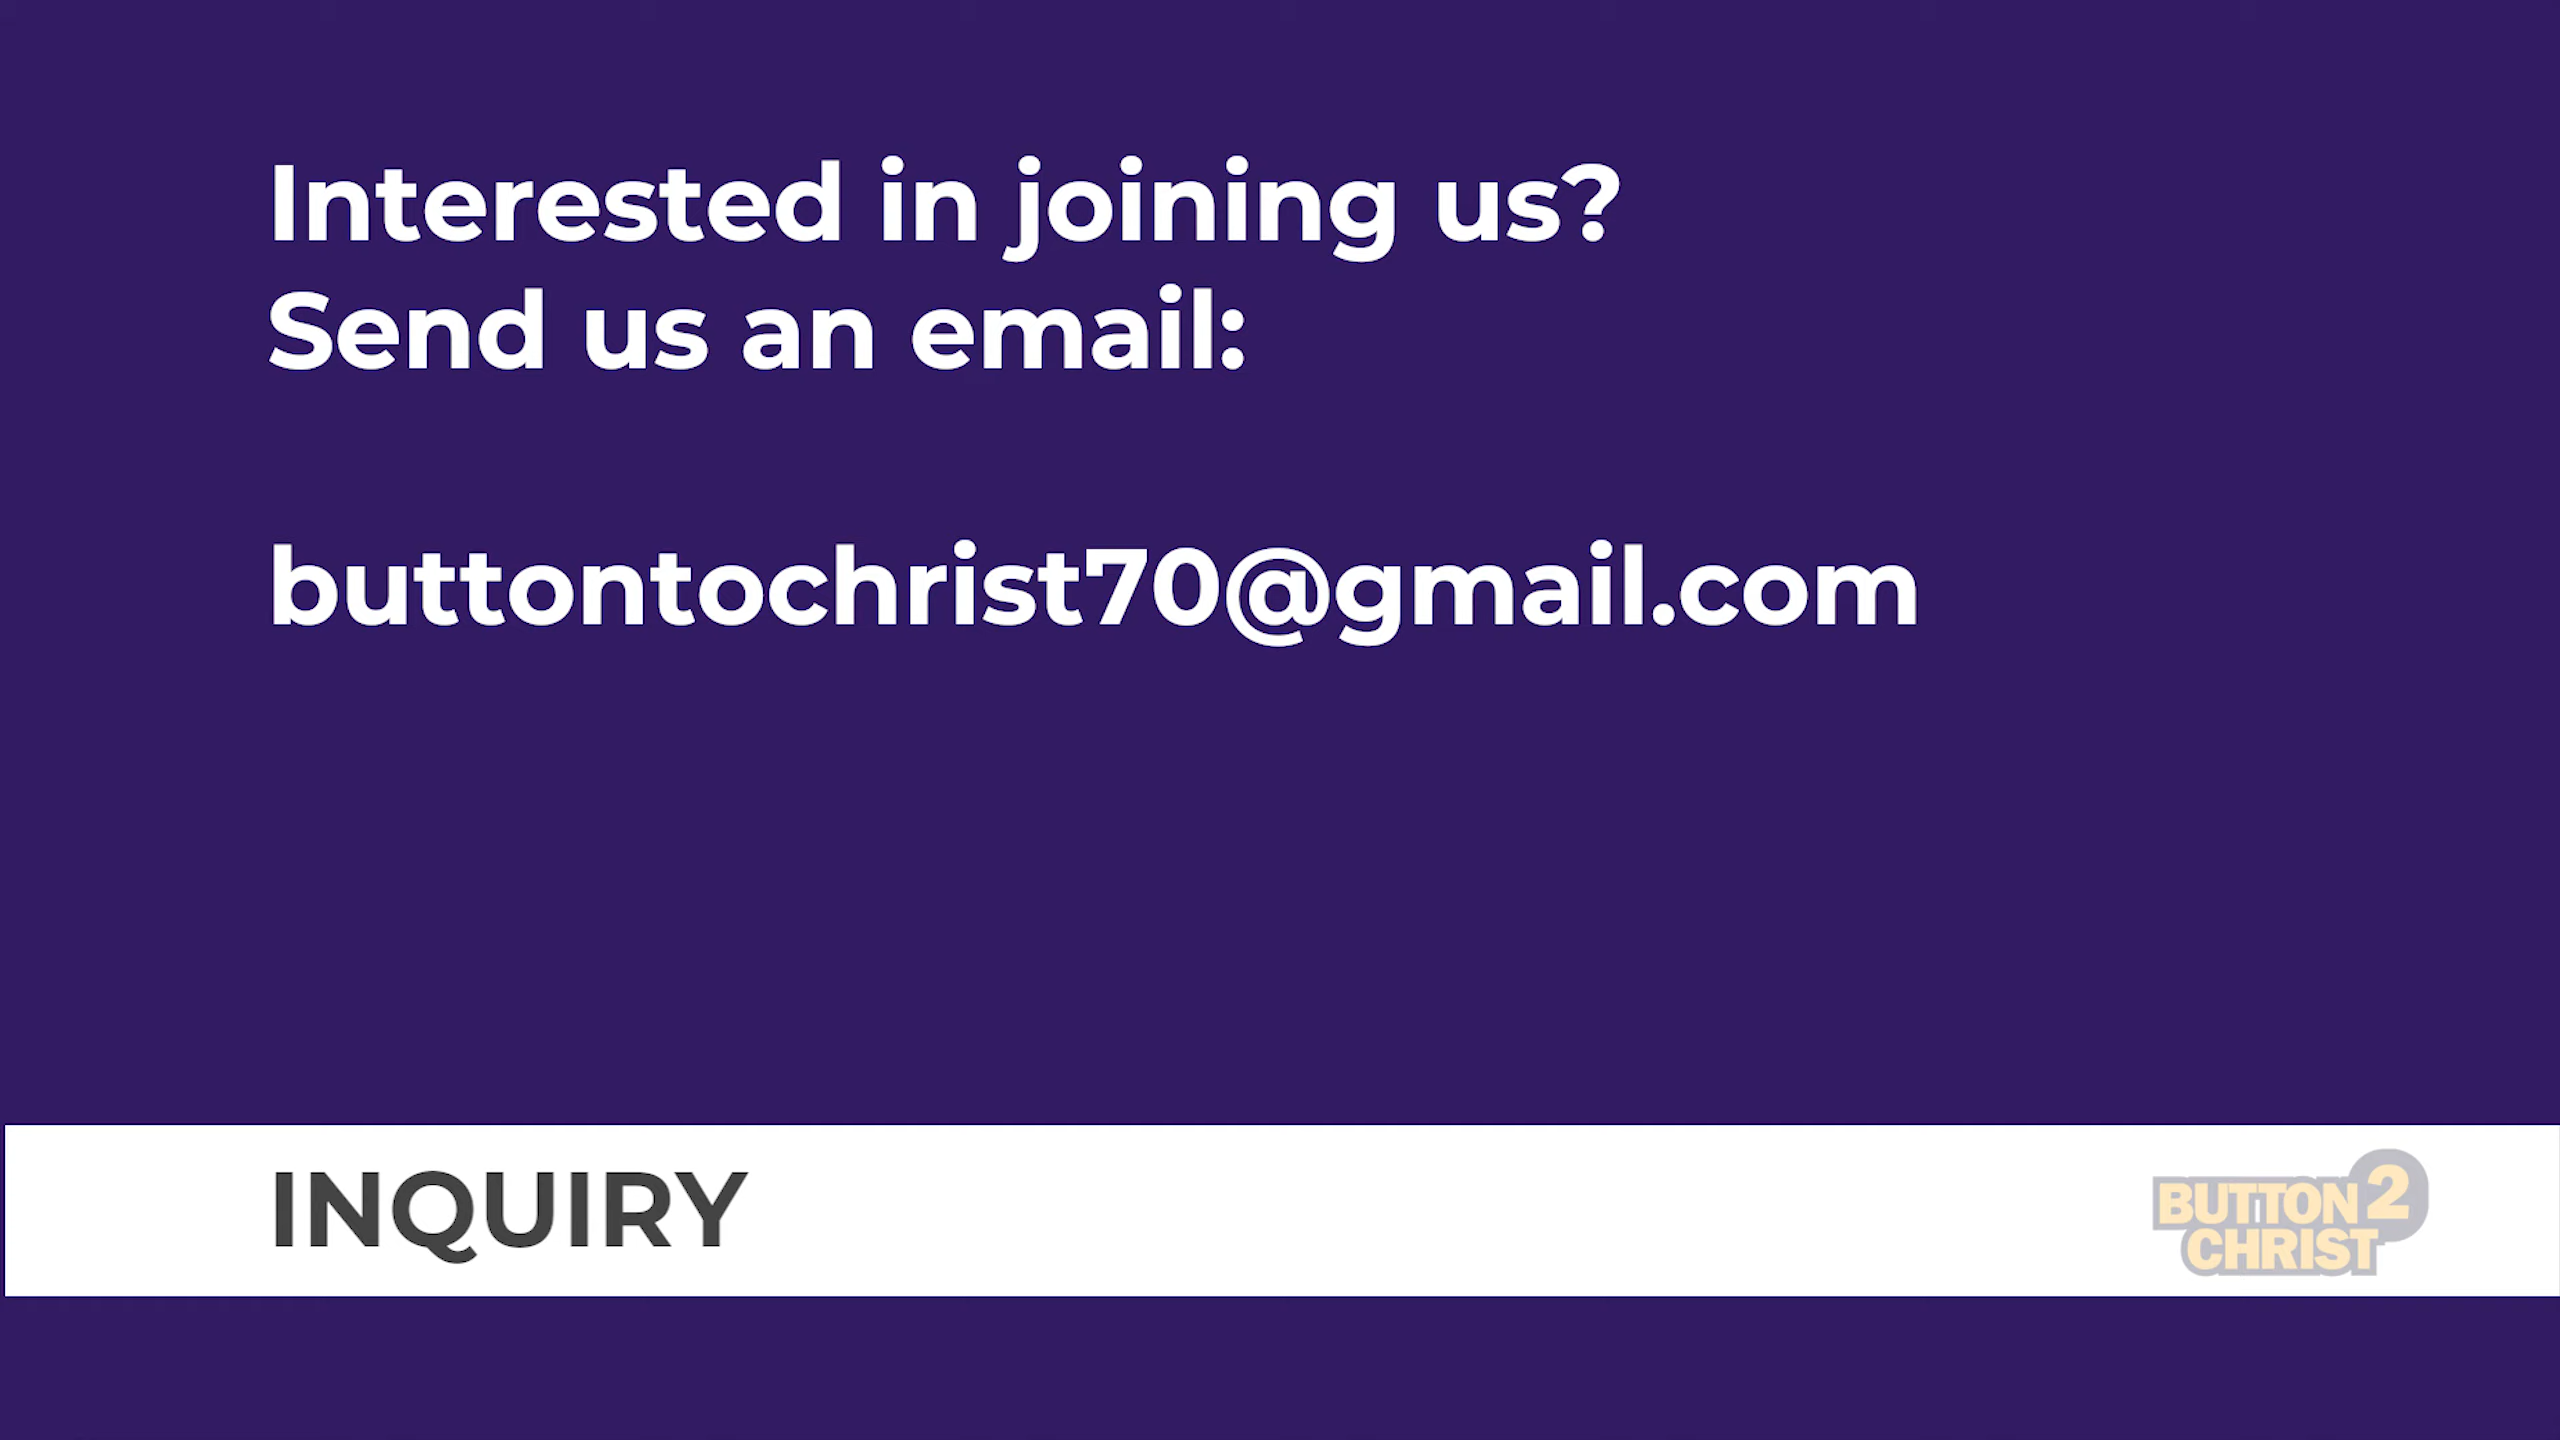 Interested in joining us?
Send us an email:
buttontochrist70@gmail.com
INQUIRY
BUTTON 2
CHRIST